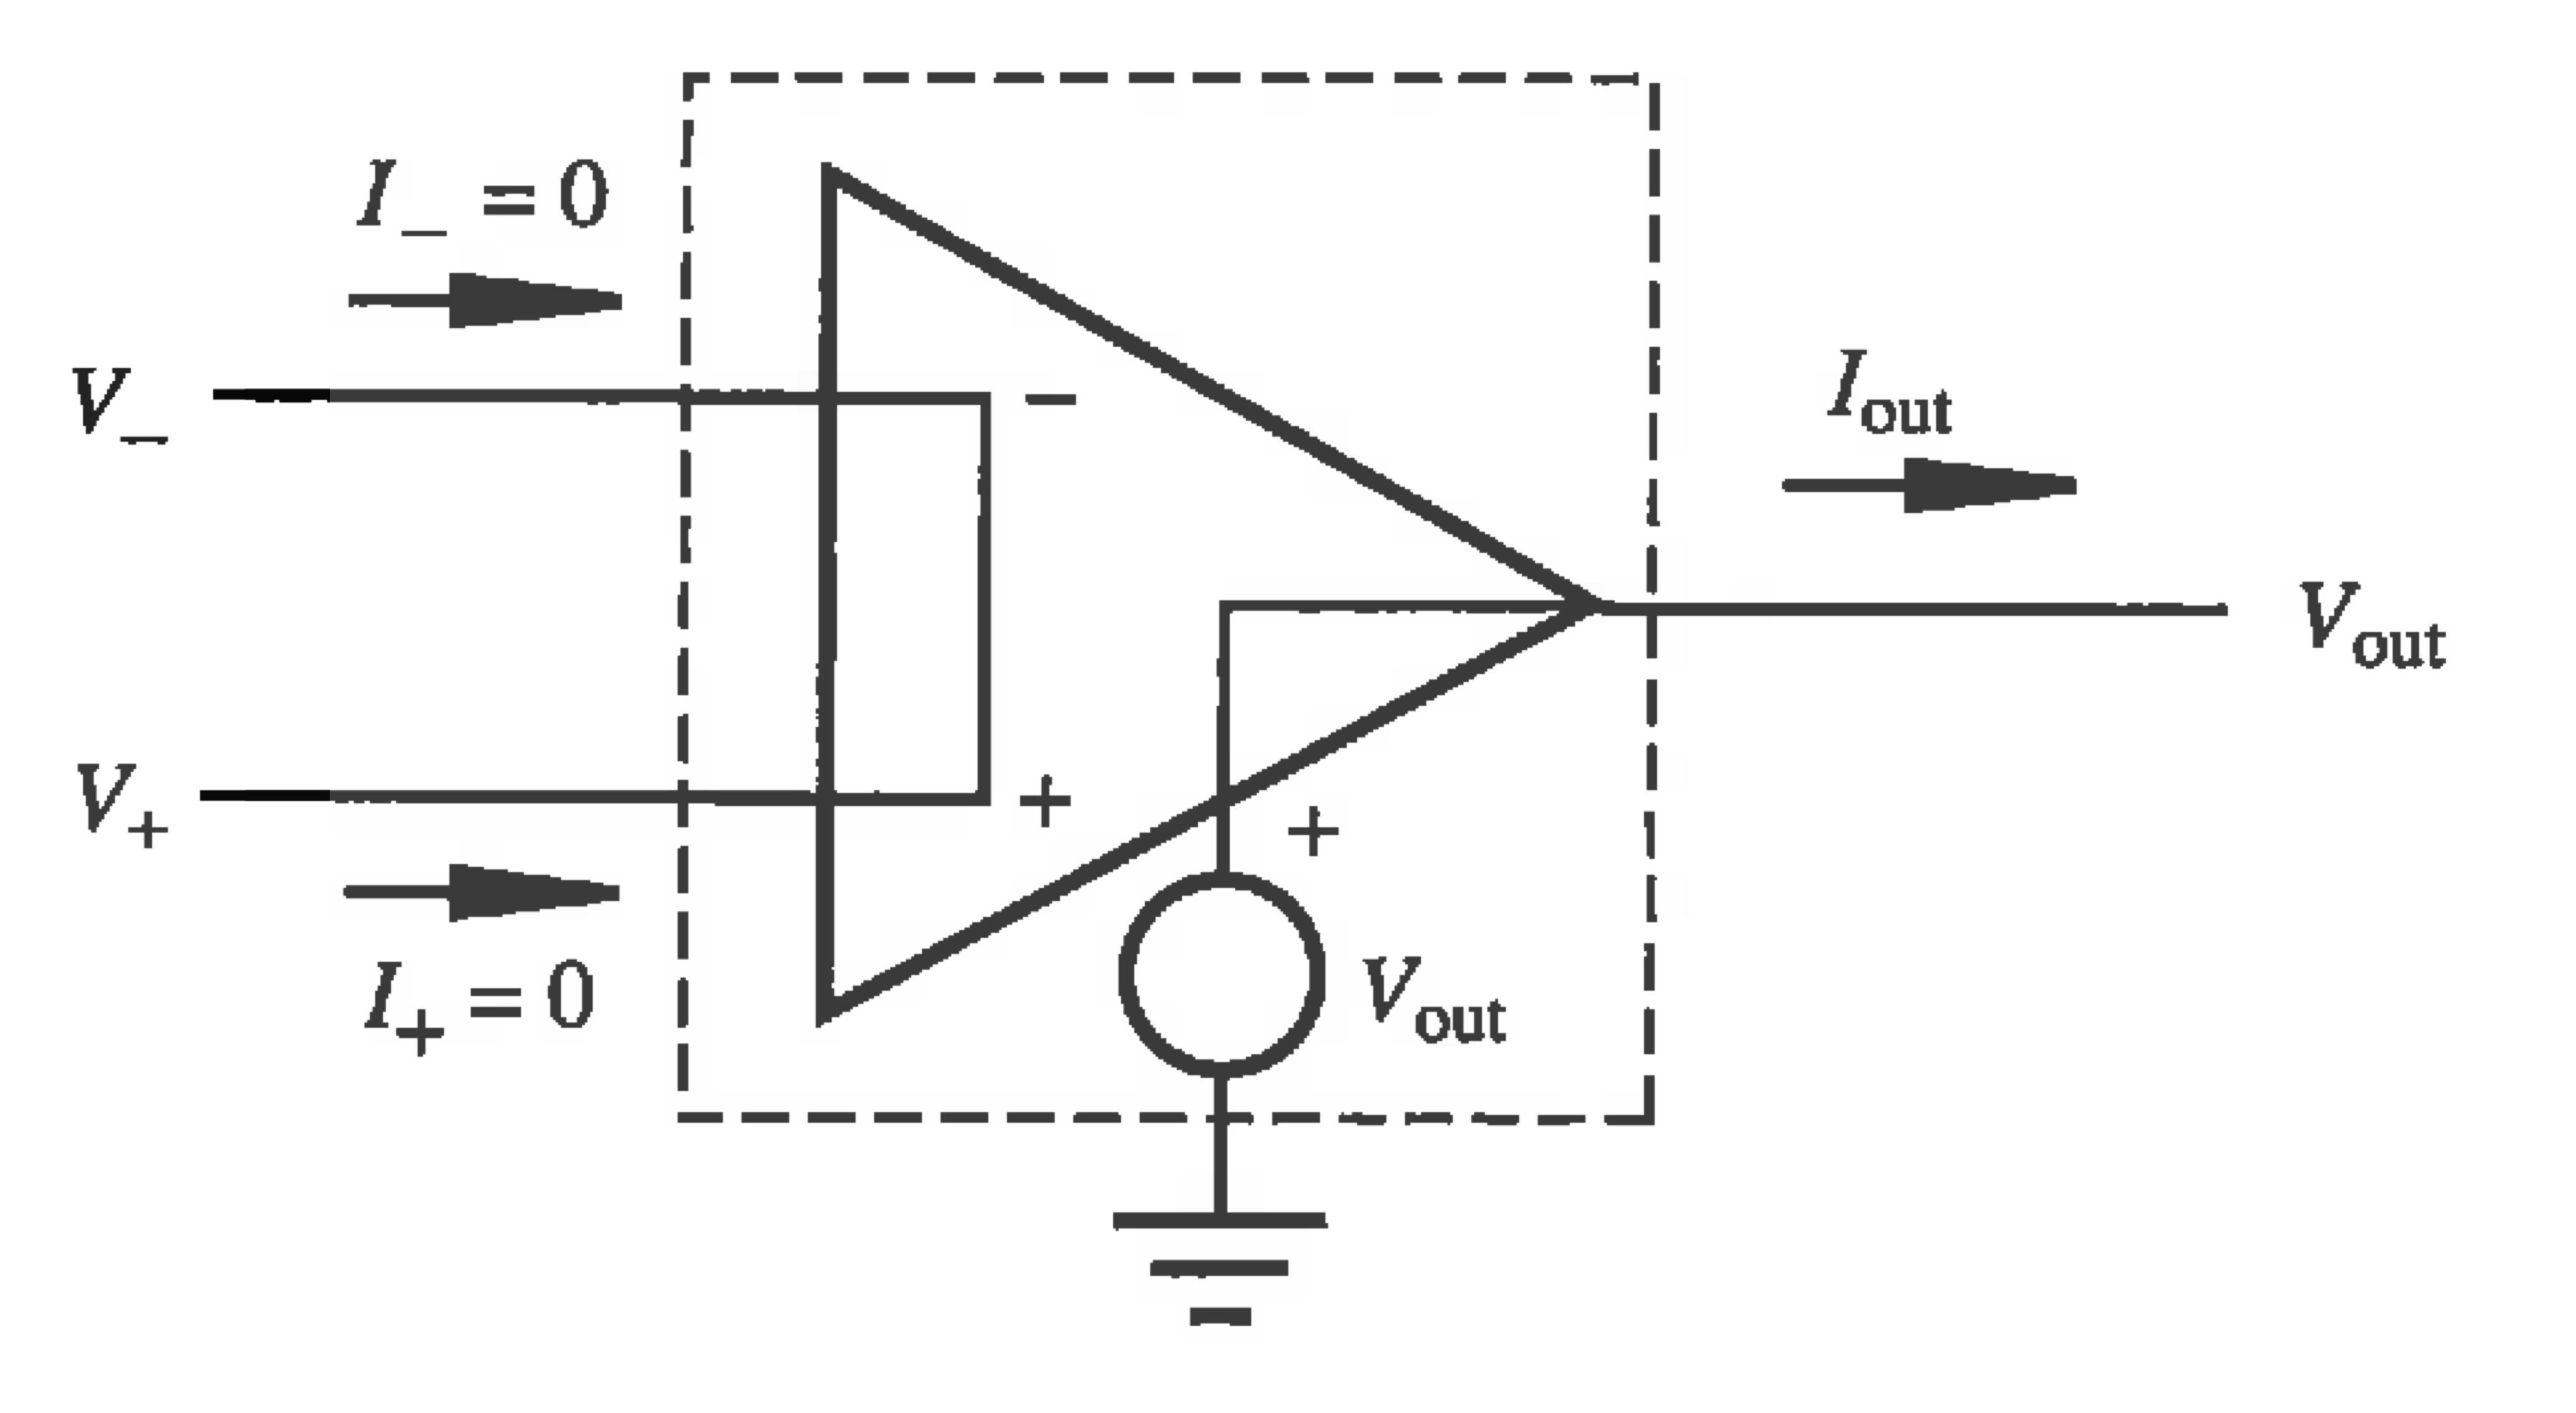 I_ = 0
V_
−
I_out
V_out
V_+
+
+
I_+ = 0
V_out